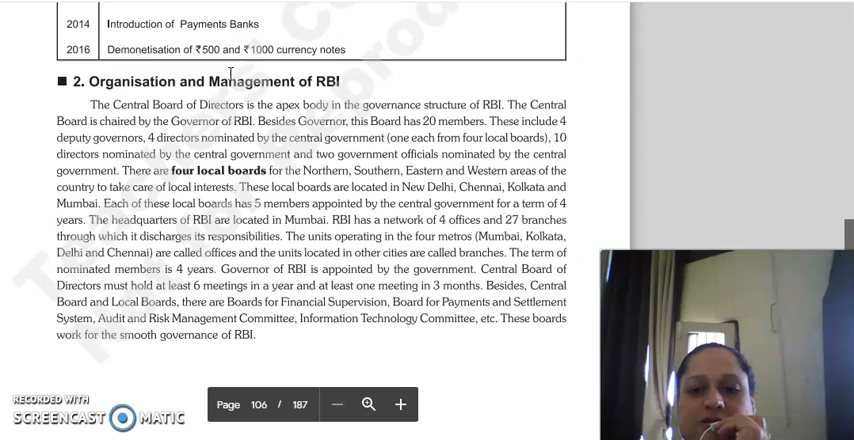 2014 Introduction of Payments Banks
2016 Demonetisation of ₹500 and ₹1000 currency notes
■ 2. Organisation and Management of RBI
The Central Board of Directors is the apex body in the governance structure of RBI. The Central
Board is chaired by the Governor of RBI. Besides Governor, this Board has 20 members. These include 4
deputy governors, 4 directors nominated by the central government (one each from four local boards), 10
directors nominated by the central government and two government officials nominated by the central
government. There are four local boards for the Northern, Southern, Eastern and Western areas of the
country to take care of local interests. These local boards are located in New Delhi, Chennai, Kolkata and
Mumbai. Each of these local boards has 5 members appointed by the central government for a term of 4
years. The headquarters of RBI are located in Mumbai. RBI has a network of 4 offices and 27 branches
through which it discharges its responsibilities. The units operating in the four metros (Mumbai, Kolkata,
Delhi and Chennai) are called offices and the units located in other cities are called branches. The term of
nominated members is 4 years. Governor of RBI is appointed by the government. Central Board of
Directors must hold at least 6 meetings in a year and at least one meeting in 3 months. Besides, Central
Board and Local Boards, there are Boards for Financial Supervision, Board for Payments and Settlement
System, Audit and Risk Management Committee, Information Technology Committee, etc. These boards
work for the smooth governance of RBI.
RECORDED WITH
SCREENCAST MATIC
Page 106 / 187